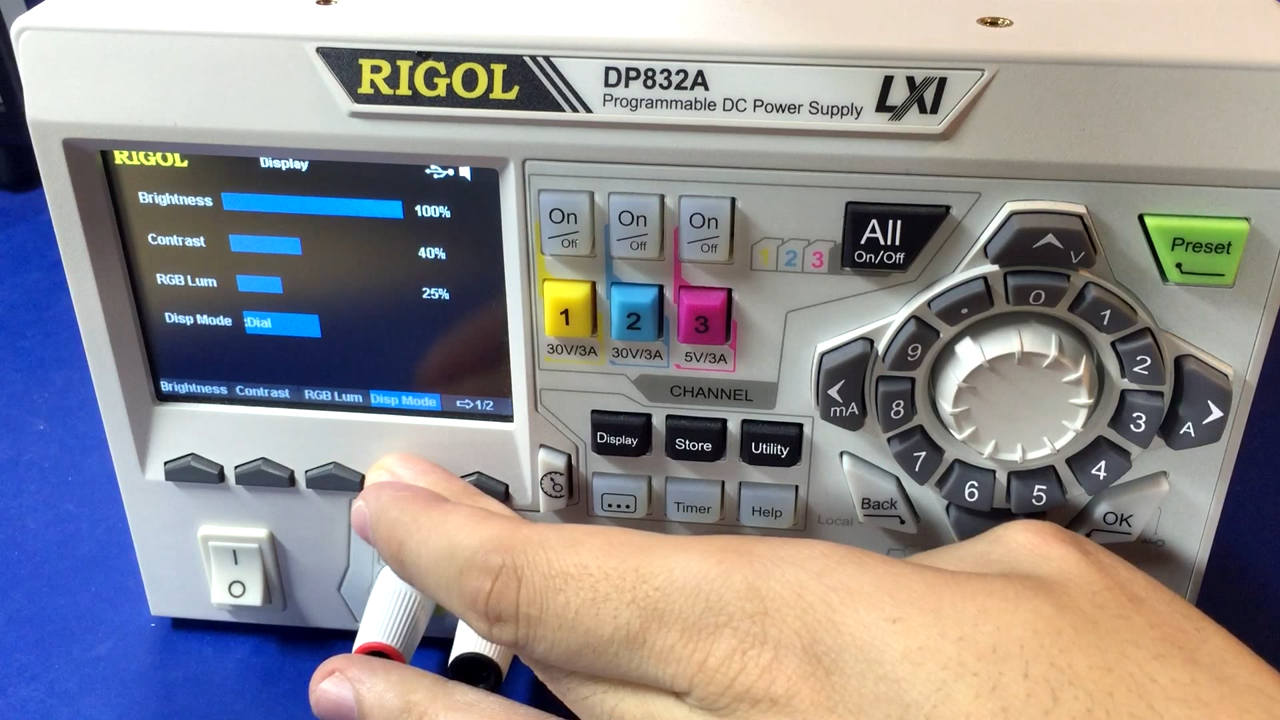 RIGOL
DP832A
Programmable DC Power Supply
LXI
RIGOL
Display
Brightness
100%
Contrast
40%
RGB Lum
25%
Disp Mode
:Dial
Brightness Contrast RGB Lum Disp Mode 1/2
On/Off
On/Off
On/Off
1 2 3
All
On/Off
Preset
1
2
3
30V/3A
30V/3A
5V/3A
CHANNEL
Display
Store
Utility
...
Timer
Help
V
mA
A
.
0
1
2
3
4
5
6
7
8
9
Back
Local
OK
I
O